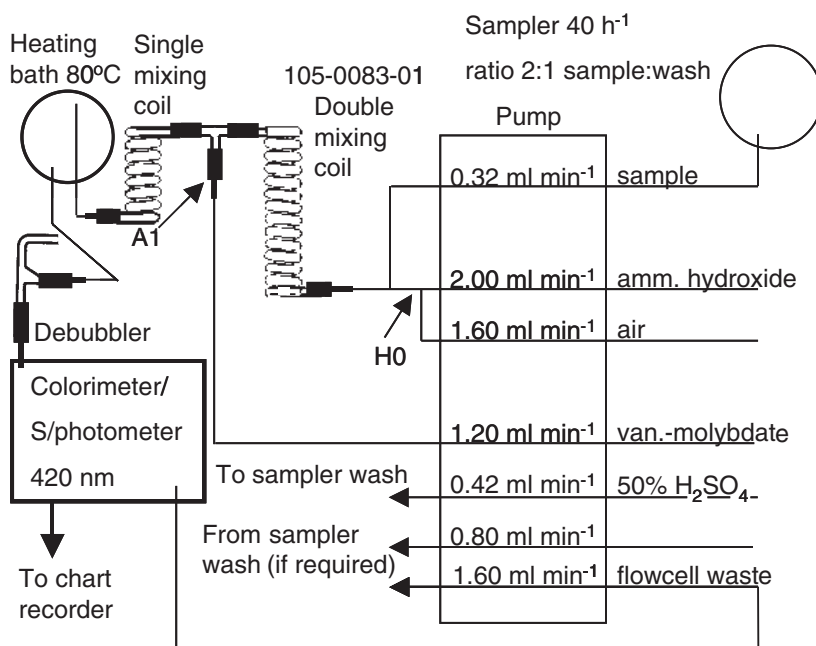 Sampler 40 h⁻¹
ratio 2:1 sample:wash
Heating
bath 80ºC
Single
mixing
coil
105-0083-01
Double
mixing
coil
Pump
0.32 ml min⁻¹ sample
A1
2.00 ml min⁻¹ amm. hydroxide
H0
1.60 ml min⁻¹ air
Debubbler
Colorimeter/
S/photometer
420 nm
1.20 ml min⁻¹ van.-molybdate
To sampler wash
0.42 ml min⁻¹ 50% H₂SO₄
From sampler
wash (if required)
0.80 ml min⁻¹
1.60 ml min⁻¹ flowcell waste
To chart
recorder